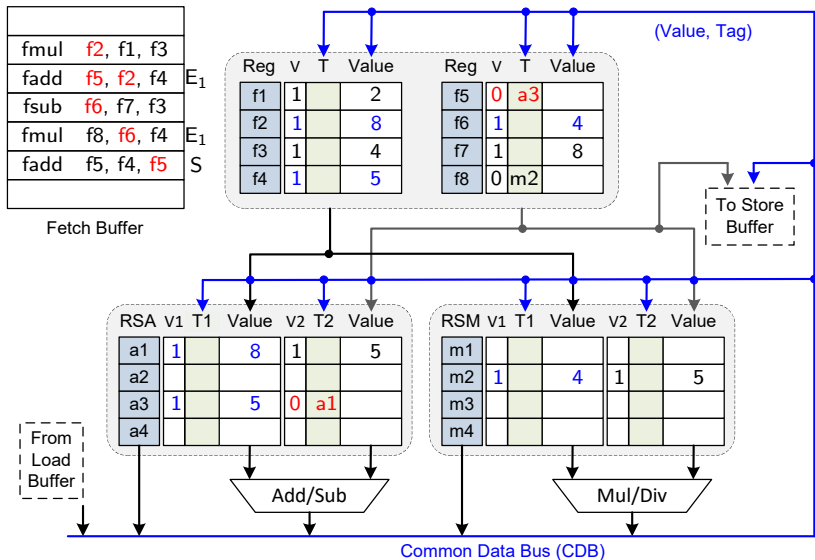 (Value, Tag)
fmul f2, f1, f3
fadd f5, f2, f4 E1
fsub f6, f7, f3
fmul f8, f6, f4 E1
fadd f5, f4, f5 S
Fetch Buffer
Reg V T Value
f1 1 2
f2 1 8
f3 1 4
f4 1 5
Reg V T Value
f5 0 a3
f6 1 4
f7 1 8
f8 0 m2
To Store
Buffer
RSA V1 T1 Value V2 T2 Value
a1 1 8 1 5
a2
a3 1 5 0 a1
a4
RSM V1 T1 Value V2 T2 Value
m1
m2 1 4 1 5
m3
m4
From
Load
Buffer
Add/Sub
Mul/Div
Common Data Bus (CDB)